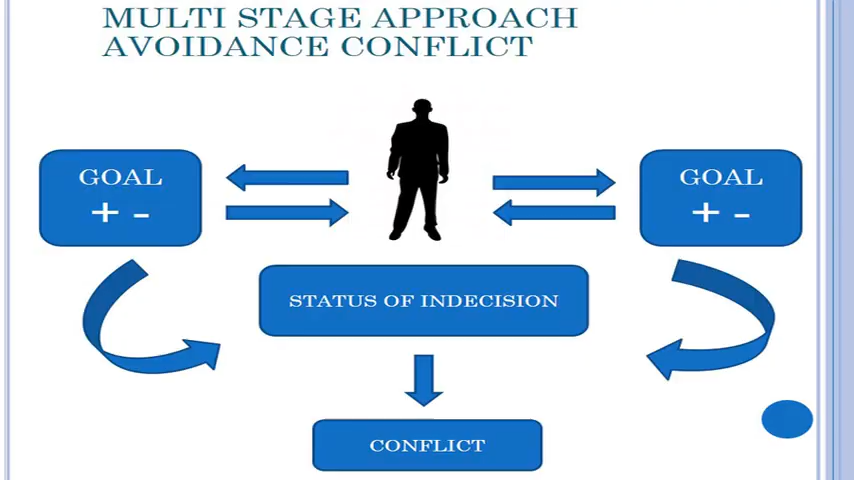 MULTI STAGE APPROACH
AVOIDANCE CONFLICT
GOAL
+ -
GOAL
+ -
STATUS OF INDECISION
CONFLICT